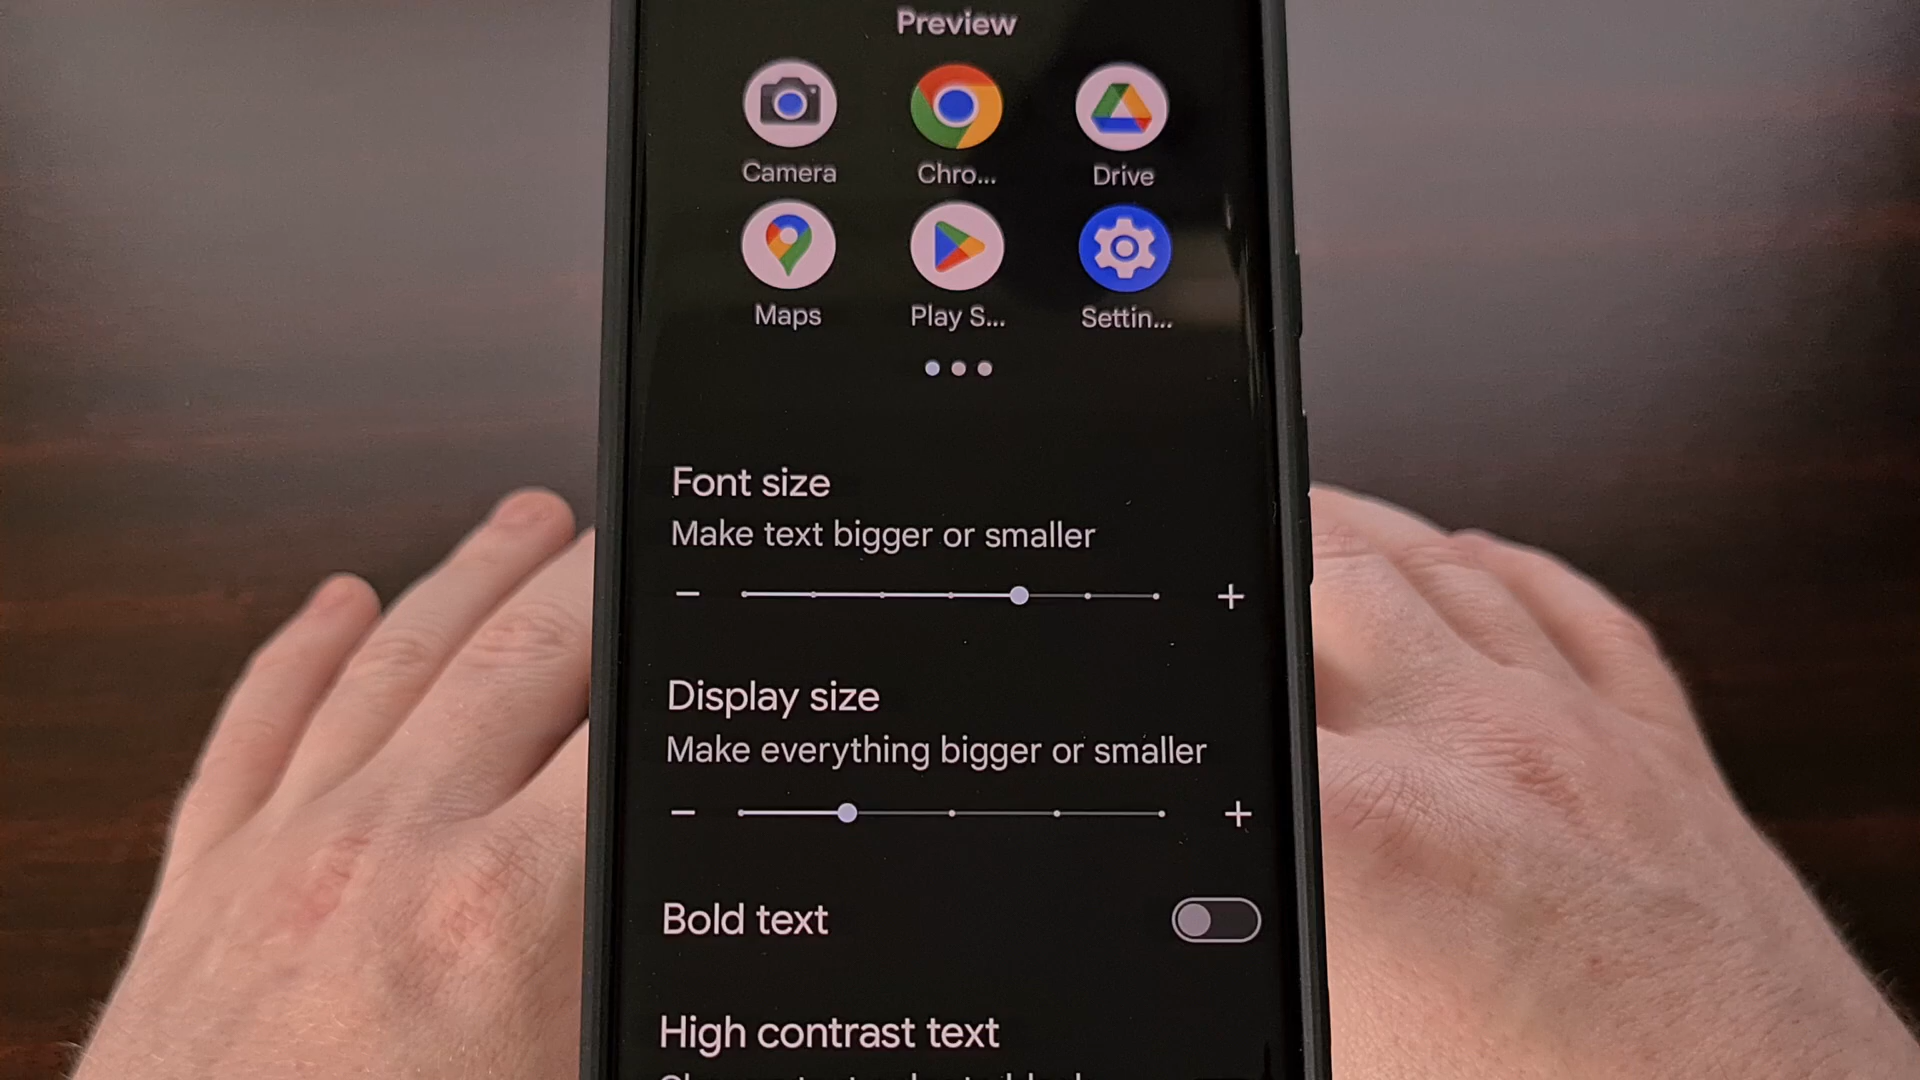 Preview
Camera Chro... Drive
Maps Play S... Settin...
Font size
Make text bigger or smaller
Display size
Make everything bigger or smaller
Bold text
High contrast text